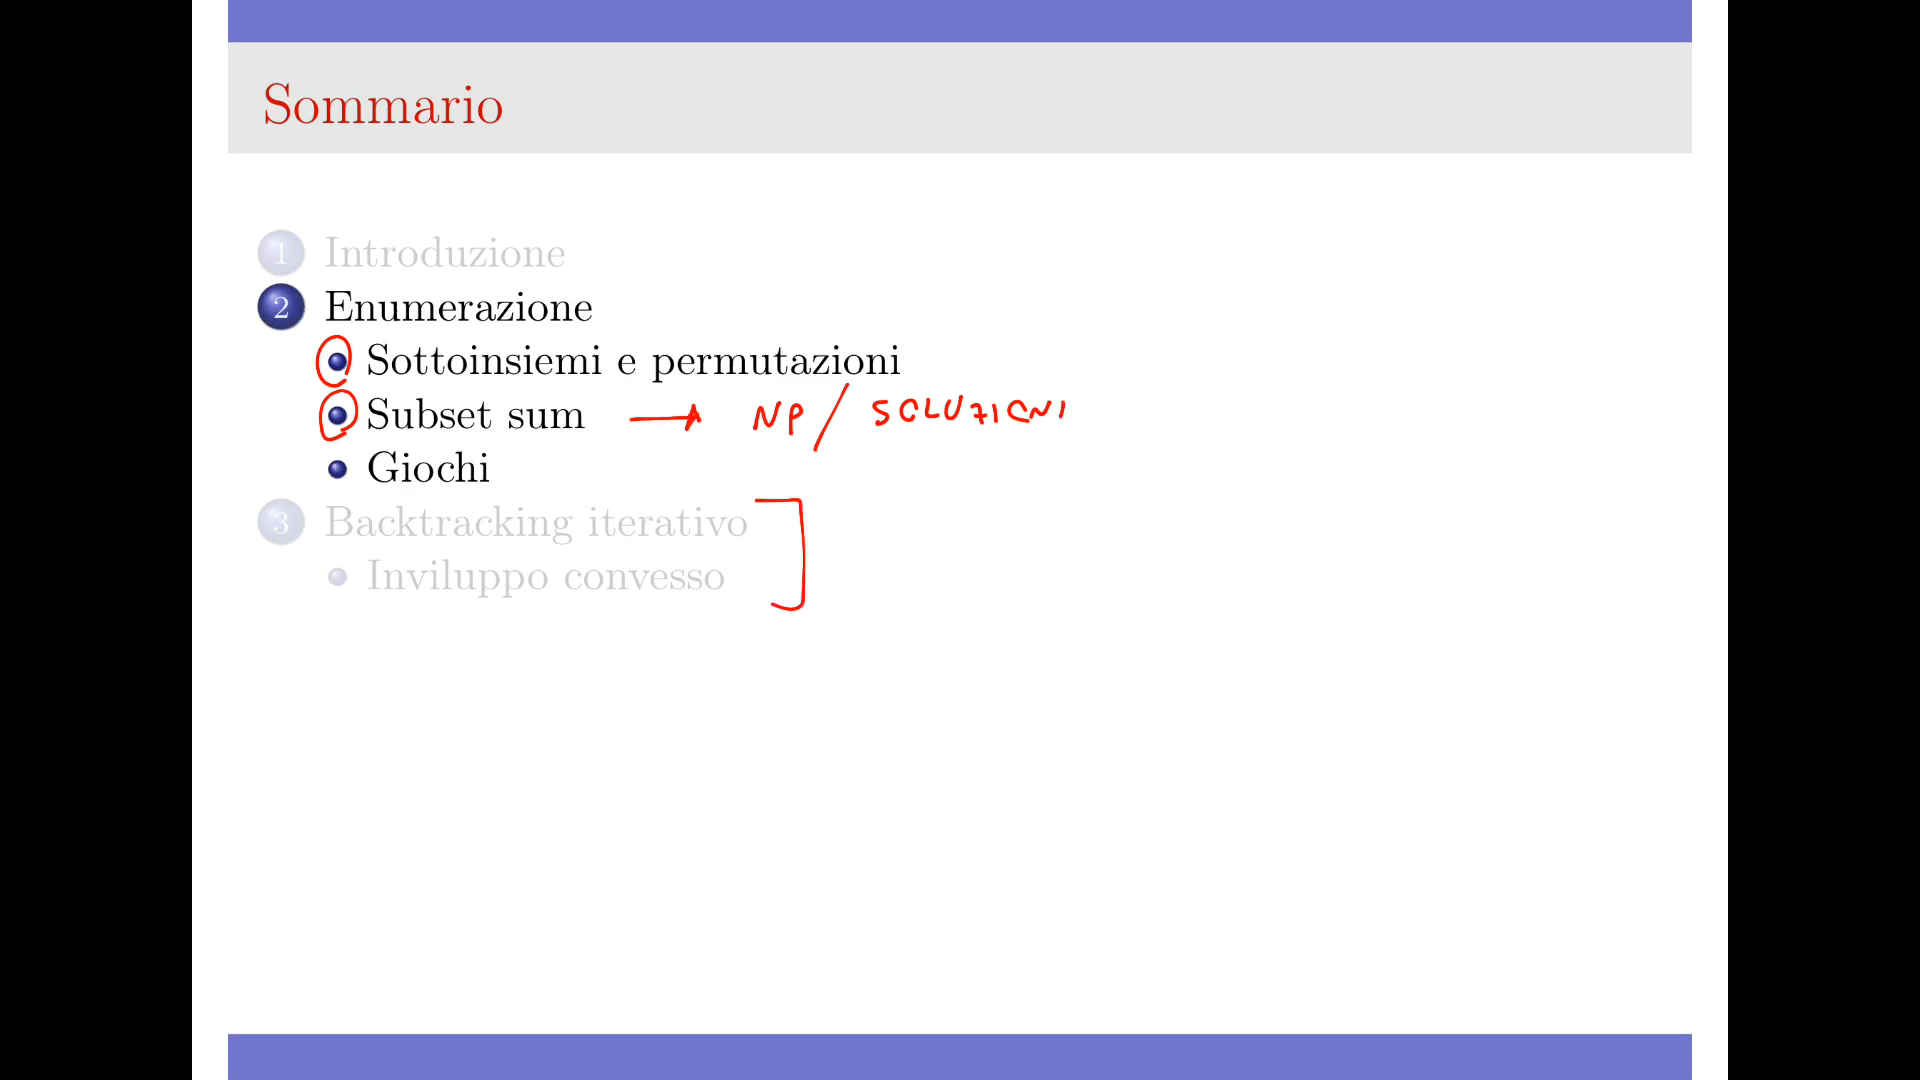 Sommario
1 Introduzione
2 Enumerazione
Sottoinsiemi e permutazioni
Subset sum → NP / SOLUZIONI
Giochi
3 Backtracking iterativo
Inviluppo convesso